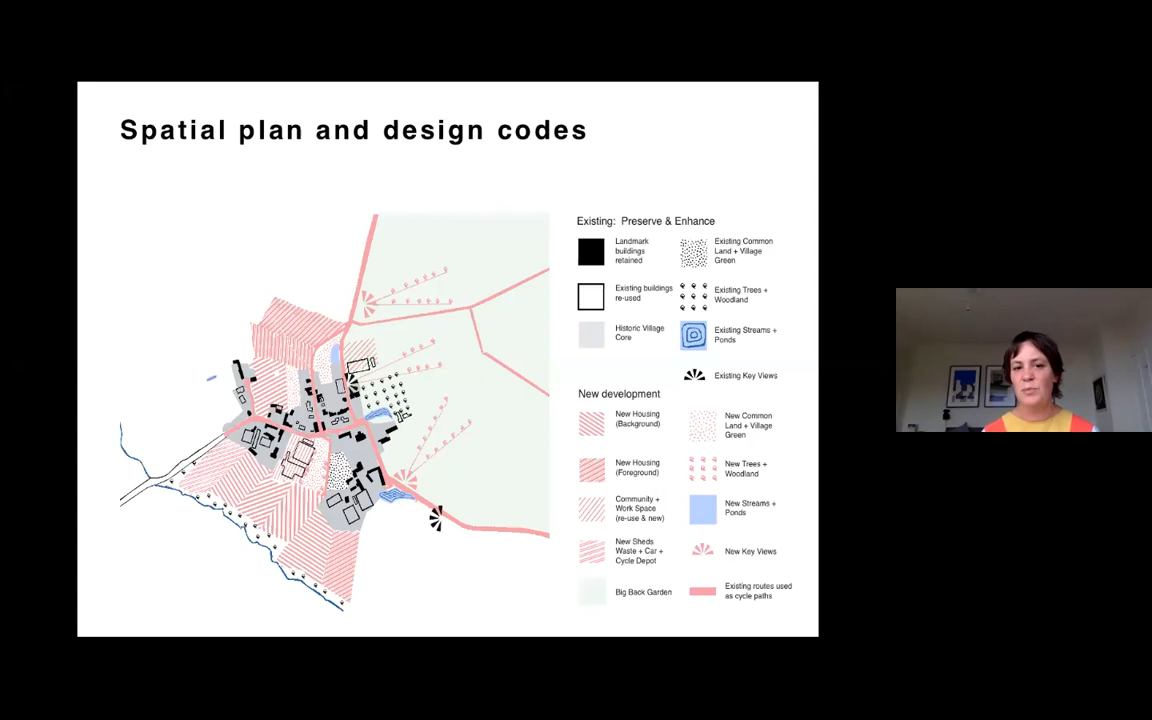 Spatial plan and design codes
Existing: Preserve & Enhance
Landmark
buildings
retained
Existing Common
Land + Village
Green
Existing buildings
re-used
Existing Trees +
Woodland
Historic Village
Core
Existing Streams +
Ponds
Existing Key Views
New development
New Housing
(Background)
New Common
Land + Village
Green
New Housing
(Foreground)
New Trees +
Woodland
Community +
Work Space
(re-use & new)
New Streams +
Ponds
New Sheds
Waste + Car +
Cycle Depot
New Key Views
Big Back Garden
Existing routes used
as cycle paths